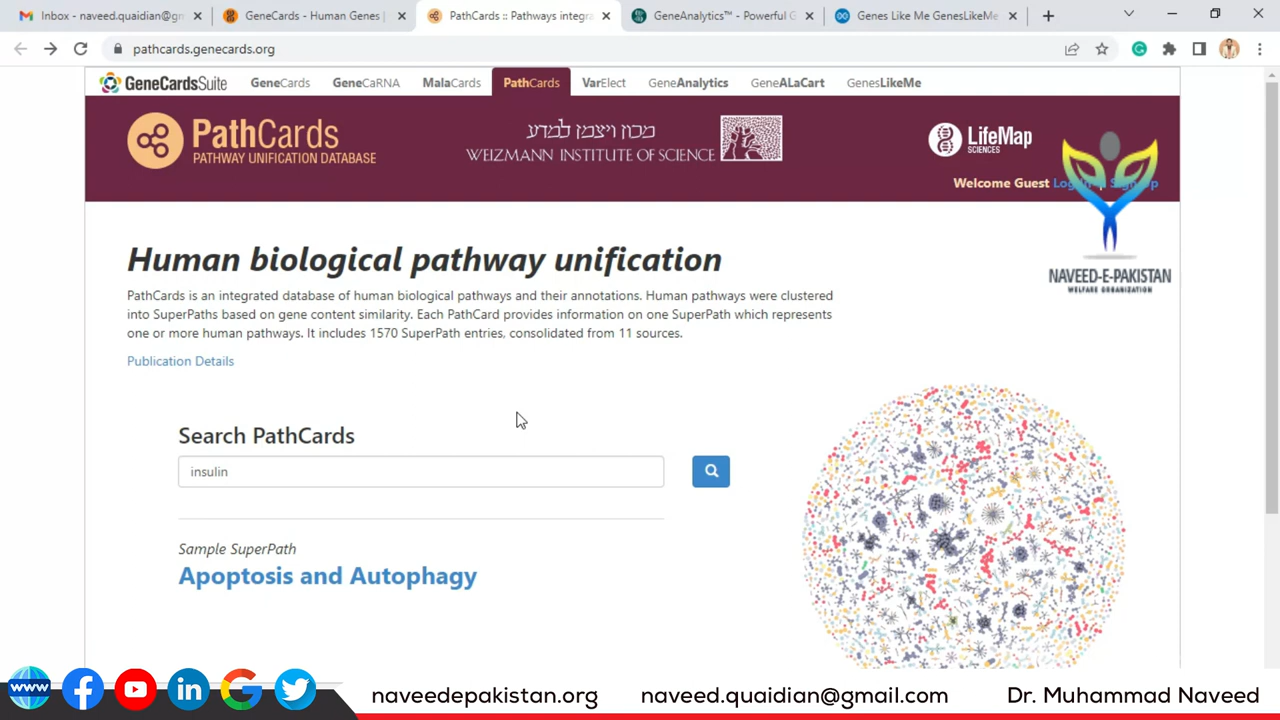 Inbox - naveed.quaidian@gm
GeneCards - Human Genes |
PathCards :: Pathways integra
GeneAnalytics™ - Powerful G
Genes Like Me GenesLikeMe
pathcards.genecards.org
GeneCardsSuite
GeneCards
GeneCaRNA
MalaCards
PathCards
VarElect
GeneAnalytics
GeneALaCart
GenesLikeMe
PathCards
PATHWAY UNIFICATION DATABASE
מכון ויצמן למדע
WEIZMANN INSTITUTE OF SCIENCE
LifeMap
SCIENCES
Welcome Guest Log In | Sign Up
NAVEED-E-PAKISTAN
WELFARE ORGANIZATION
Human biological pathway unification
PathCards is an integrated database of human biological pathways and their annotations. Human pathways were clustered
into SuperPaths based on gene content similarity. Each PathCard provides information on one SuperPath which represents
one or more human pathways. It includes 1570 SuperPath entries, consolidated from 11 sources.
Publication Details
Search PathCards
insulin
Sample SuperPath
Apoptosis and Autophagy
www
naveedepakistan.org
naveed.quaidian@gmail.com
Dr. Muhammad Naveed